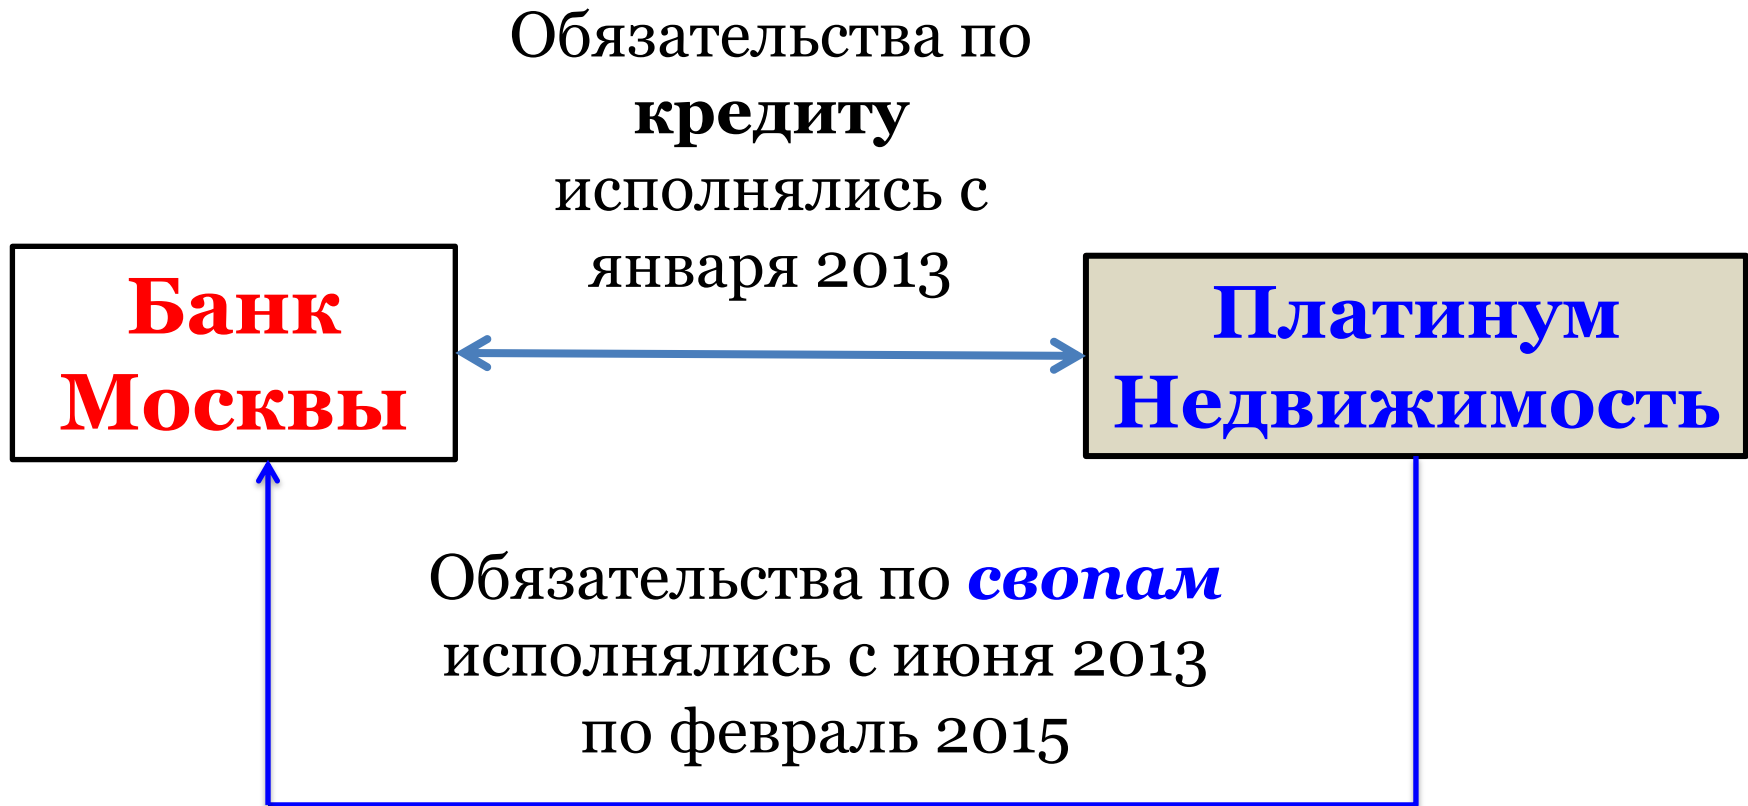 Обязательства по
кредиту
исполнялись с
января 2013
Банк
Москвы
Платинум
Недвижимость
Обязательства по свопам
исполнялись с июня 2013
по февраль 2015